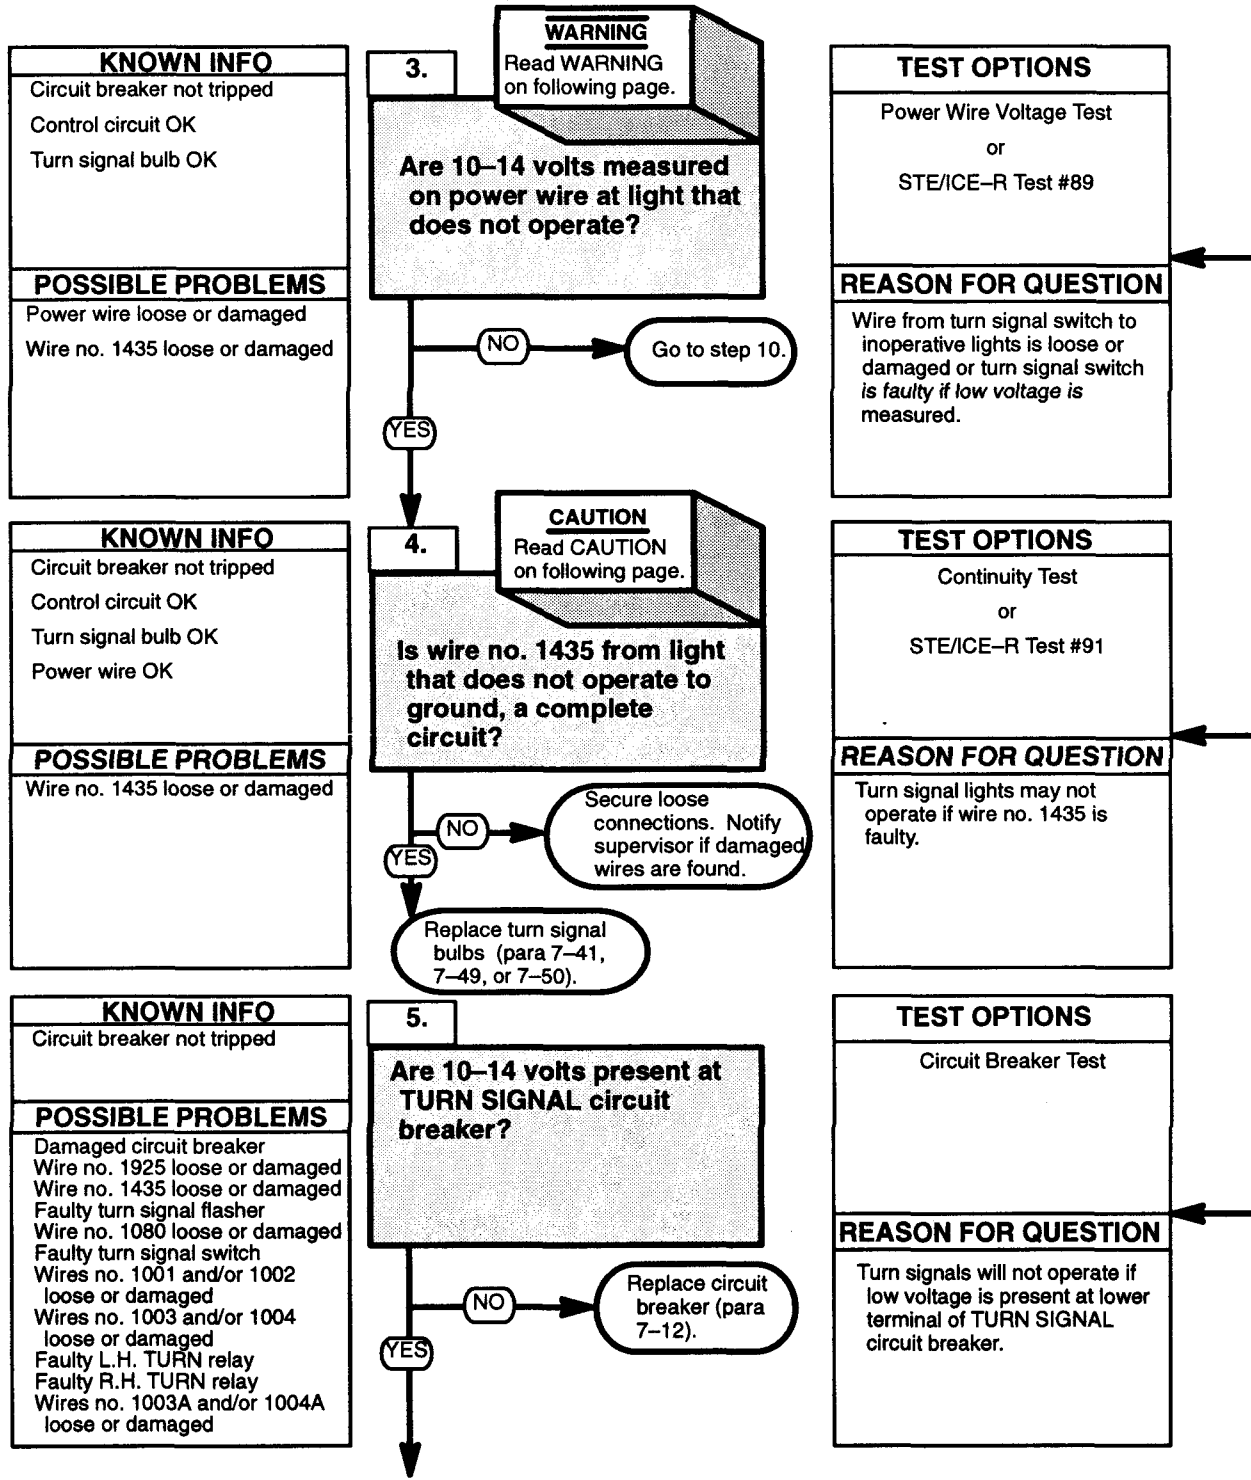 KNOWN INFO
Circuit breaker not tripped
Control circuit OK
Turn signal bulb OK
POSSIBLE PROBLEMS
Power wire loose or damaged
Wire no. 1435 loose or damaged
3.
WARNING
Read WARNING
on following page.
Are 10–14 volts measured
on power wire at light that
does not operate?
NO
Go to step 10.
YES
TEST OPTIONS
Power Wire Voltage Test
or
STE/ICE–R Test #89
REASON FOR QUESTION
Wire from turn signal switch to
inoperative lights is loose or
damaged or turn signal switch
is faulty if low voltage is
measured.
KNOWN INFO
Circuit breaker not tripped
Control circuit OK
Turn signal bulb OK
Power wire OK
POSSIBLE PROBLEMS
Wire no. 1435 loose or damaged
4.
CAUTION
Read CAUTION
on following page.
Is wire no. 1435 from light
that does not operate to
ground, a complete
circuit?
NO
Secure loose
connections. Notify
supervisor if damaged
wires are found.
YES
Replace turn signal
bulbs (para 7–41,
7–49, or 7–50).
TEST OPTIONS
Continuity Test
or
STE/ICE–R Test #91
REASON FOR QUESTION
Turn signal lights may not
operate if wire no. 1435 is
faulty.
KNOWN INFO
Circuit breaker not tripped
POSSIBLE PROBLEMS
Damaged circuit breaker
Wire no. 1925 loose or damaged
Wire no. 1435 loose or damaged
Faulty turn signal flasher
Wire no. 1080 loose or damaged
Faulty turn signal switch
Wires no. 1001 and/or 1002
loose or damaged
Wires no. 1003 and/or 1004
loose or damaged
Faulty L.H. TURN relay
Faulty R.H. TURN relay
Wires no. 1003A and/or 1004A
loose or damaged
5.
Are 10–14 volts present at
TURN SIGNAL circuit
breaker?
NO
Replace circuit
breaker (para
7–12).
YES
TEST OPTIONS
Circuit Breaker Test
REASON FOR QUESTION
Turn signals will not operate if
low voltage is present at lower
terminal of TURN SIGNAL
circuit breaker.